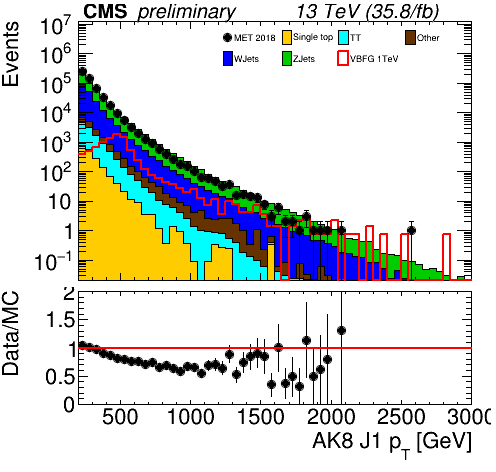 CMS preliminary 13 TeV (35.8/fb)
Events
10^7
10^6
10^5
10^4
10^3
10^2
10
1
10^−1
MET 2018 Single top TT Other
WJets ZJets VBFG 1TeV
Data/MC
2
1.5
1
0.5
0
500 1000 1500 2000 2500 3000
AK8 J1 p_T [GeV]